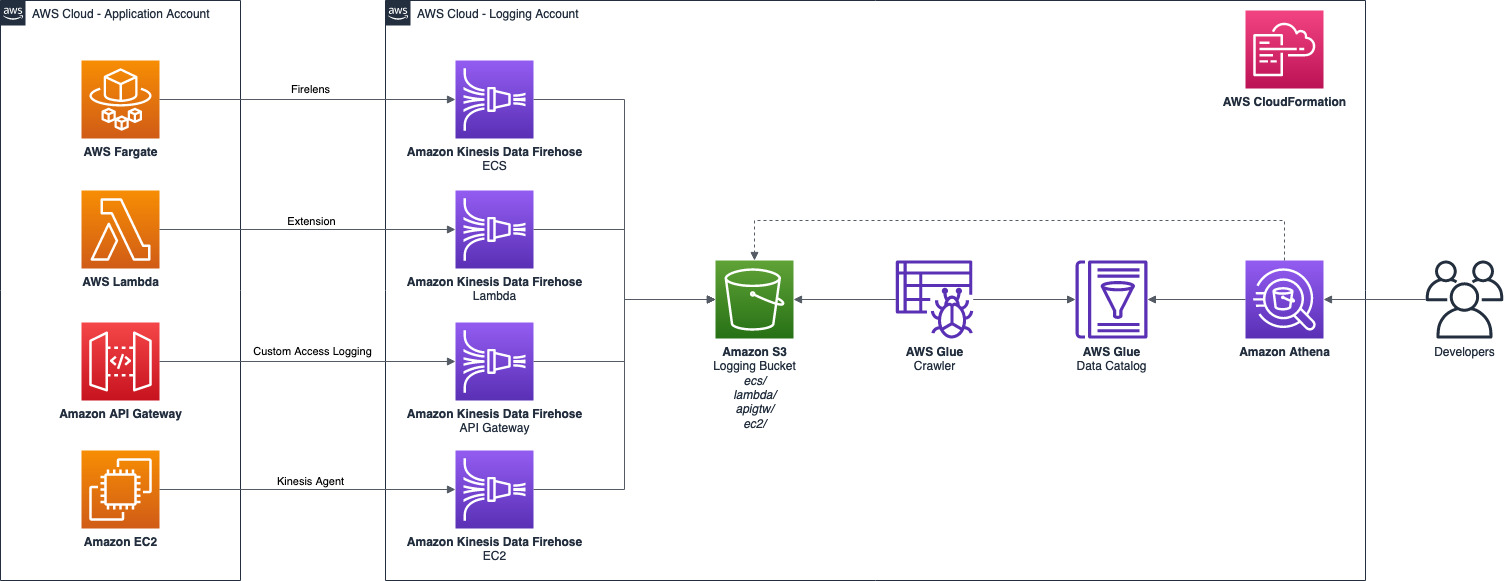 aws
AWS Cloud - Application Account
aws
AWS Cloud - Logging Account
AWS CloudFormation
Firelens
AWS Fargate
Amazon Kinesis Data Firehose
ECS
Extension
AWS Lambda
Amazon Kinesis Data Firehose
Lambda
Custom Access Logging
Amazon API Gateway
Amazon Kinesis Data Firehose
API Gateway
Kinesis Agent
Amazon EC2
Amazon Kinesis Data Firehose
EC2
Amazon S3
Logging Bucket
ecs/
lambda/
apigtw/
ec2/
AWS Glue
Crawler
AWS Glue
Data Catalog
Amazon Athena
Developers